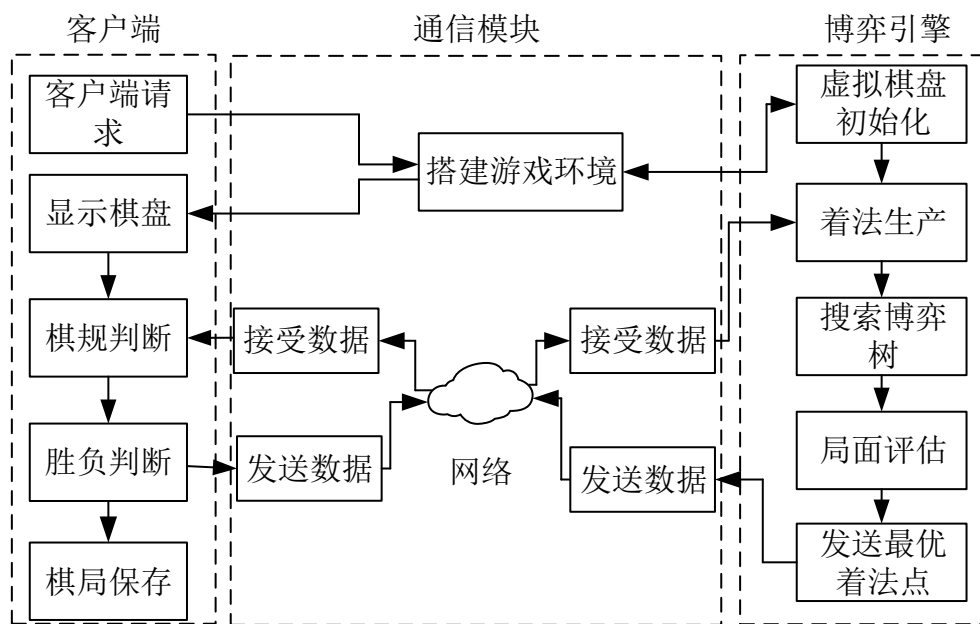 客户端
通信模块
博弈引擎
客户端请
求
显示棋盘
棋规判断
胜负判断
棋局保存
搭建游戏环境
接受数据
发送数据
网络
接受数据
发送数据
虚拟棋盘
初始化
着法生产
搜索博弈
树
局面评估
发送最优
着法点